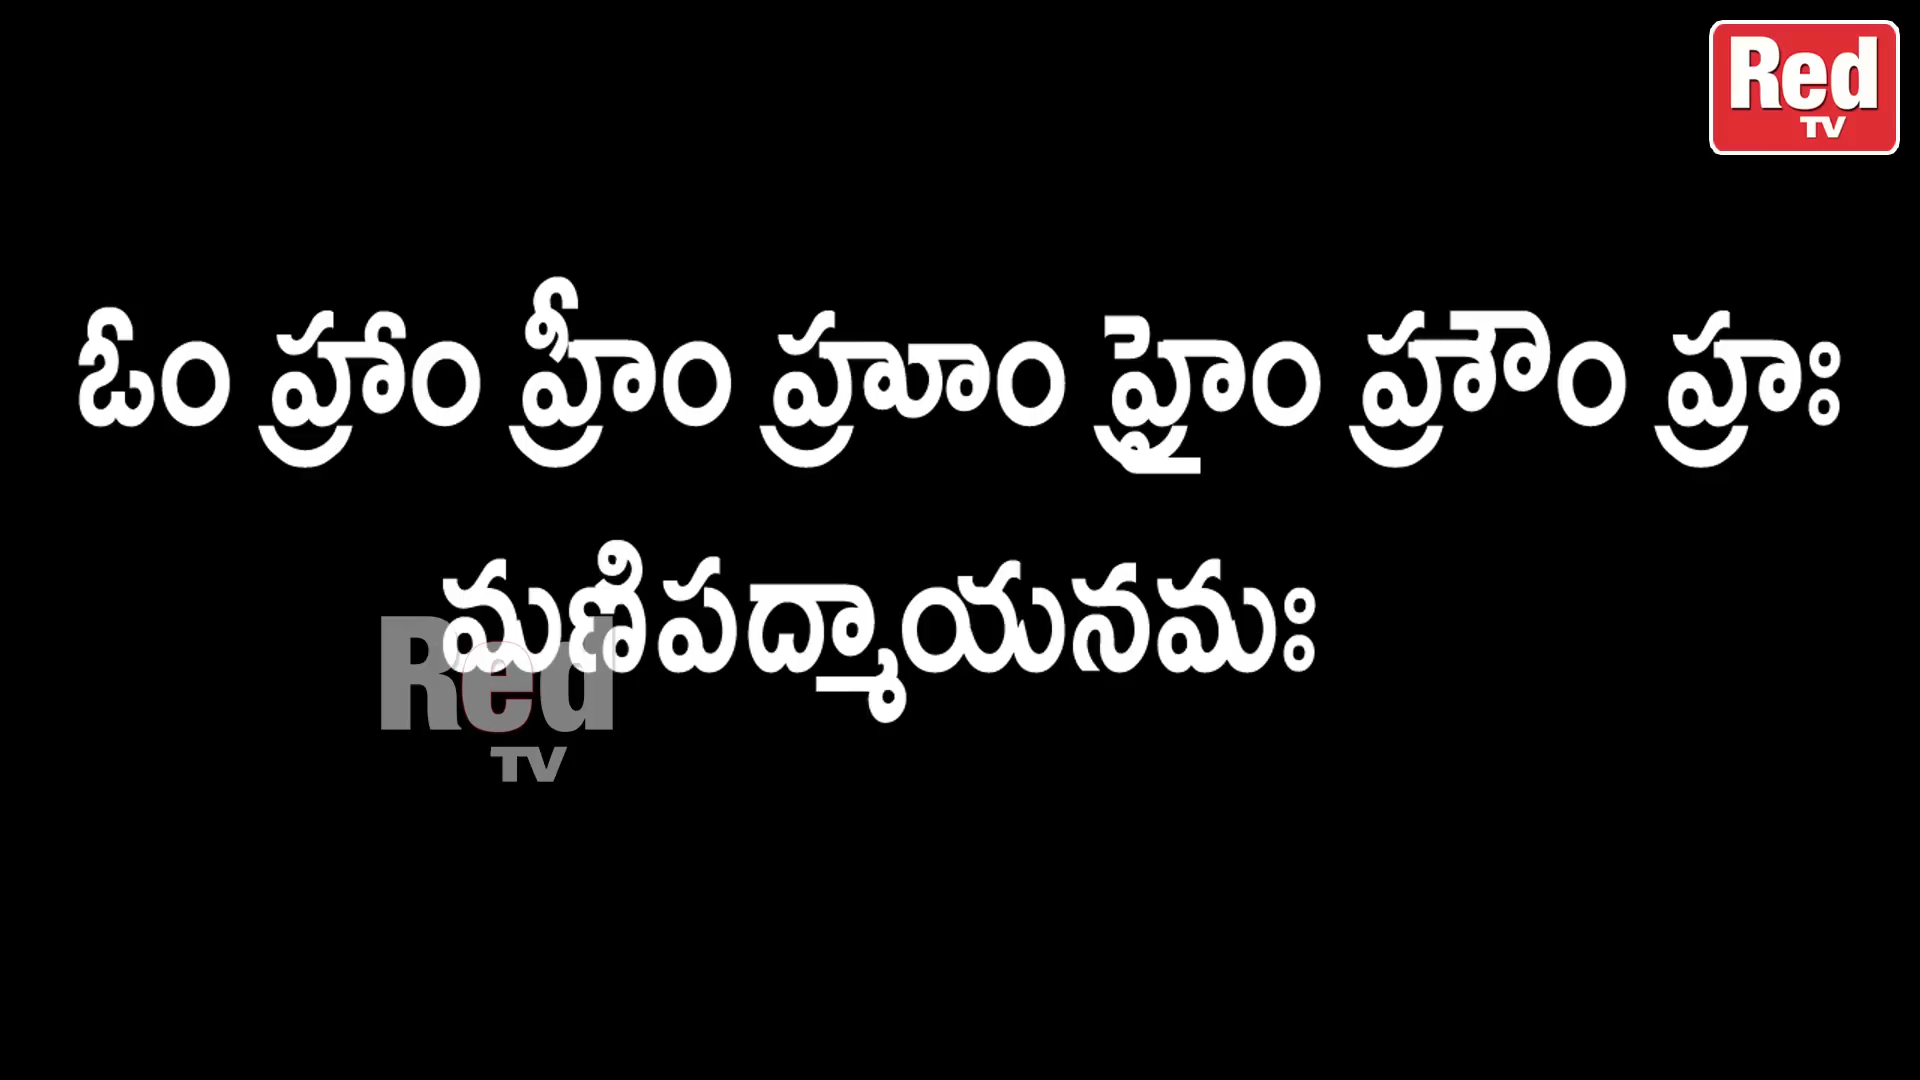 Red
TV
ఓం హ్రాం హ్రీం హ్రూం హ్రైం హ్రౌం హ్రః
మణిపద్మాయనమః
Red
TV